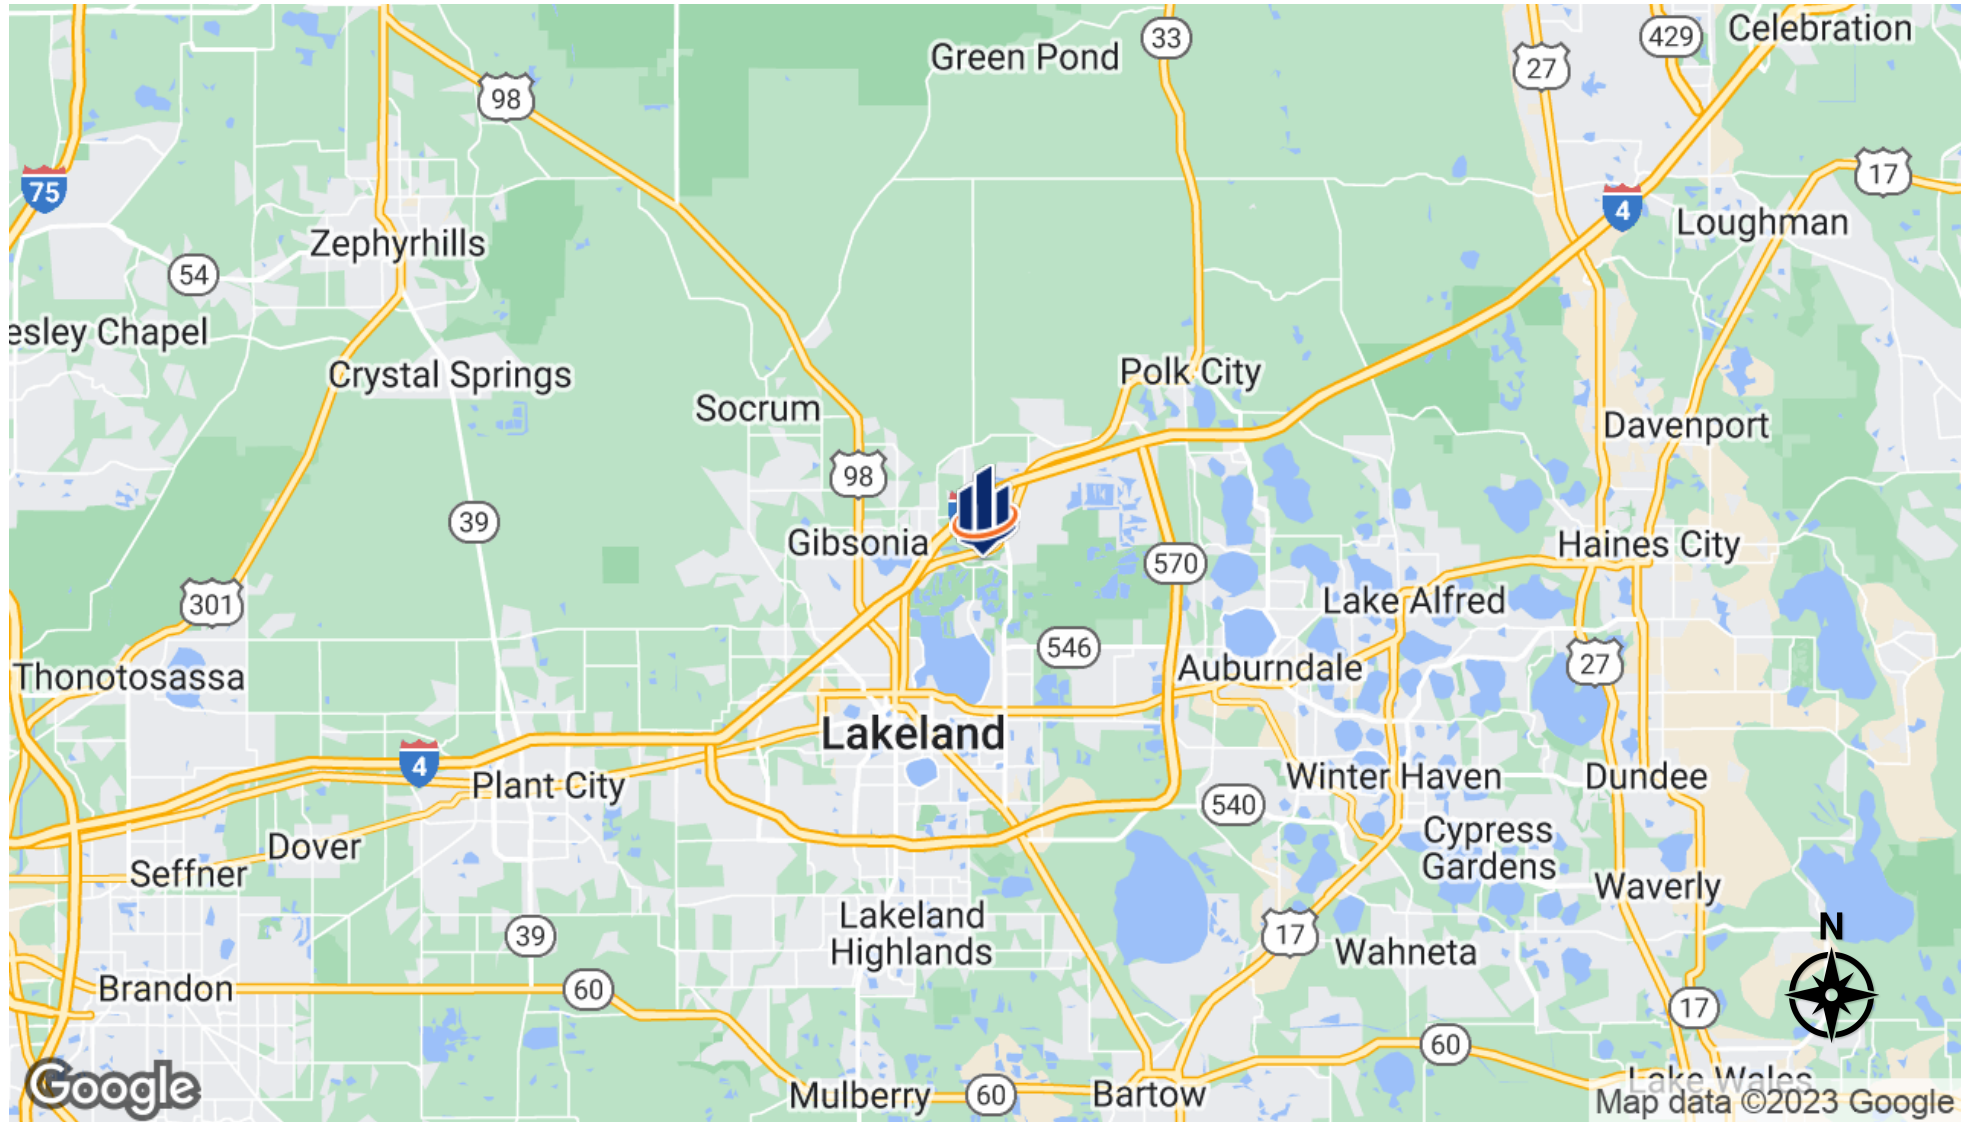 Green Pond
33
27
429
Celebration
98
75
17
4
Loughman
Zephyrhills
54
esley Chapel
Crystal Springs
Polk City
Socrum
Davenport
98
39
Gibsonia
570
Haines City
301
Lake Alfred
546
Auburndale
27
Thonotosassa
Lakeland
4
Plant City
Winter Haven
Dundee
540
Dover
Cypress
Gardens
Seffner
Waverly
Lakeland
Highlands
39
17
Wahneta
N
Brandon
60
17
60
Google
Mulberry
60
Bartow
Lake Wales
Map data ©2023 Google